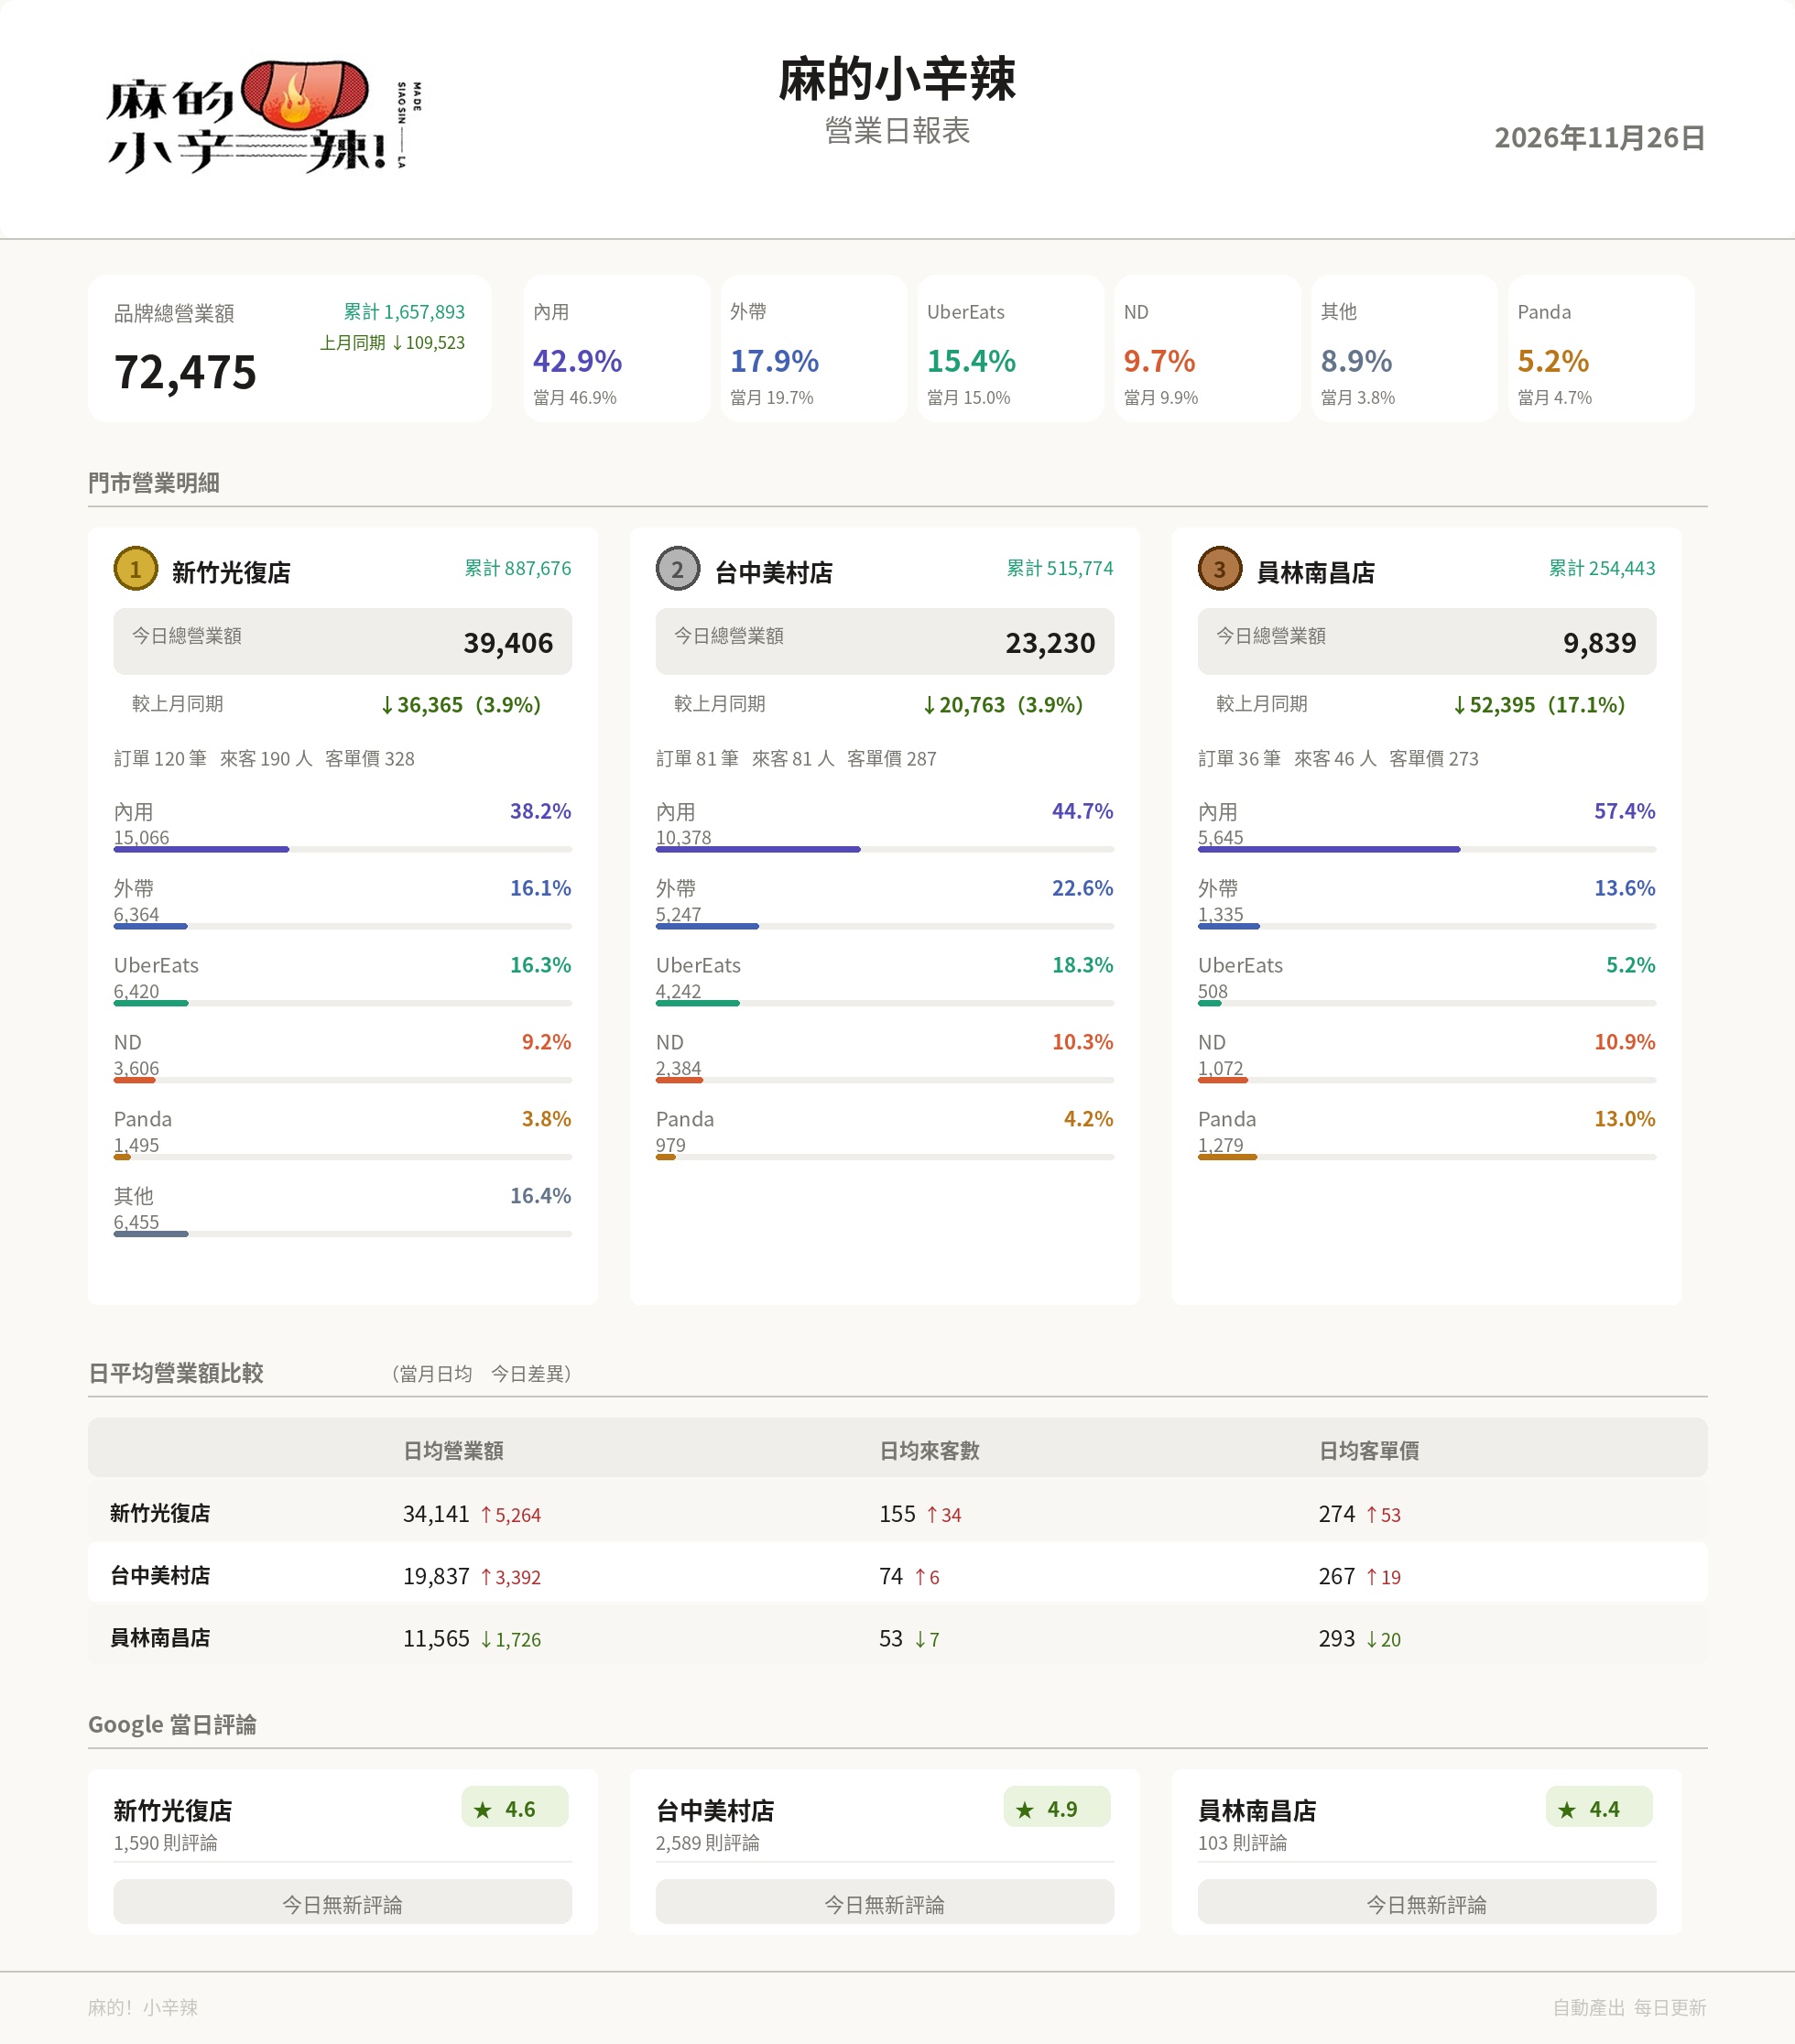 麻的
小辛辣!
MADE
SIAO SIN LA
麻的小辛辣
營業日報表
2026年11月26日
品牌總營業額
累計 1,657,893
上月同期 ↓109,523
72,475
內用
42.9%
當月 46.9%
外帶
17.9%
當月 19.7%
UberEats
15.4%
當月 15.0%
ND
9.7%
當月 9.9%
其他
8.9%
當月 3.8%
Panda
5.2%
當月 4.7%
門市營業明細
1 新竹光復店 累計 887,676
今日總營業額 39,406
較上月同期 ↓36,365（3.9%）
訂單 120 筆 來客 190 人 客單價 328
內用 38.2%
15,066
外帶 16.1%
6,364
UberEats 16.3%
6,420
ND 9.2%
3,606
Panda 3.8%
1,495
其他 16.4%
6,455
2 台中美村店 累計 515,774
今日總營業額 23,230
較上月同期 ↓20,763（3.9%）
訂單 81 筆 來客 81 人 客單價 287
內用 44.7%
10,378
外帶 22.6%
5,247
UberEats 18.3%
4,242
ND 10.3%
2,384
Panda 4.2%
979
3 員林南昌店 累計 254,443
今日總營業額 9,839
較上月同期 ↓52,395（17.1%）
訂單 36 筆 來客 46 人 客單價 273
內用 57.4%
5,645
外帶 13.6%
1,335
UberEats 5.2%
508
ND 10.9%
1,072
Panda 13.0%
1,279
日平均營業額比較 （當月日均 今日差異）
日均營業額 日均來客數 日均客單價
新竹光復店 34,141 ↑5,264 155 ↑34 274 ↑53
台中美村店 19,837 ↑3,392 74 ↑6 267 ↑19
員林南昌店 11,565 ↓1,726 53 ↓7 293 ↓20
Google 當日評論
新竹光復店 ★ 4.6
1,590 則評論
今日無新評論
台中美村店 ★ 4.9
2,589 則評論
今日無新評論
員林南昌店 ★ 4.4
103 則評論
今日無新評論
麻的！小辛辣
自動產出 每日更新